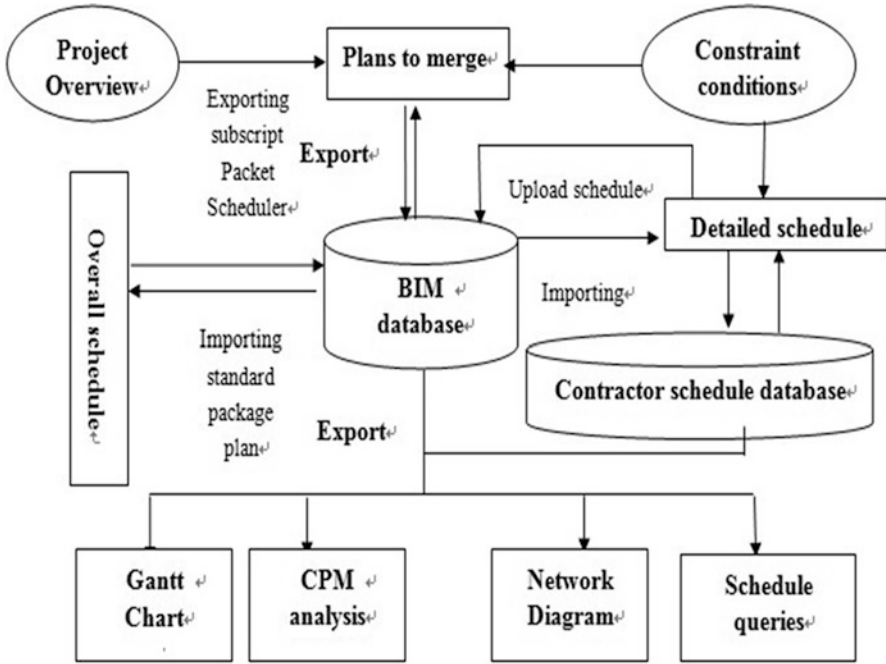 Project
Overview
Plans to merge
Constraint
conditions
Exporting
subscript
Packet
Scheduler
Export
Upload schedule
Detailed schedule
Overall schedule
BIM
database
Importing
Importing
standard
package
plan
Contractor schedule database
Export
Gantt
Chart
CPM
analysis
Network
Diagram
Schedule
queries